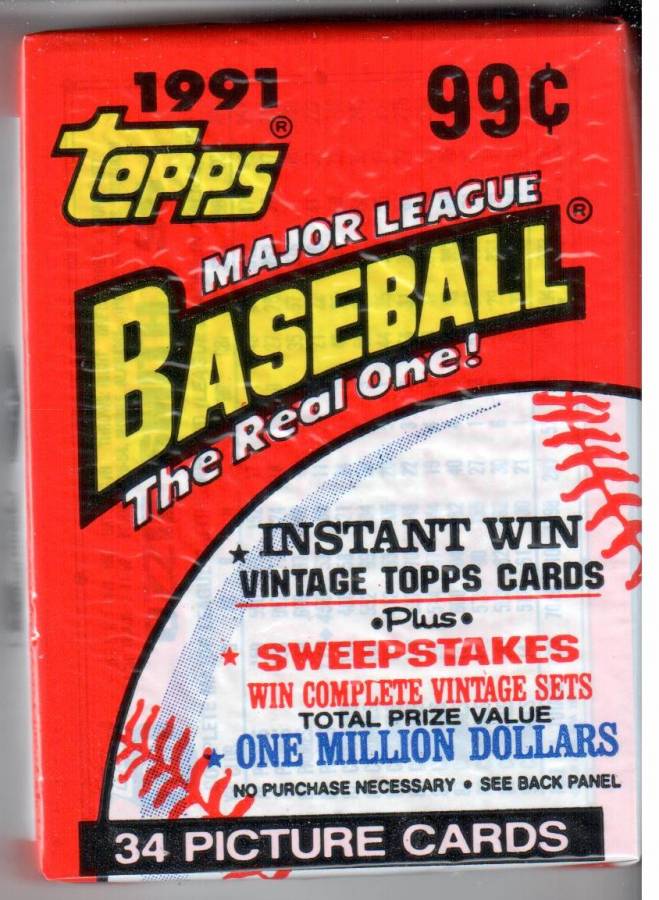 1991 99¢
Topps®
MAJOR LEAGUE
BASEBALL®
The Real One!
★ INSTANT WIN
VINTAGE TOPPS CARDS
•Plus•
★ SWEEPSTAKES
WIN COMPLETE VINTAGE SETS
TOTAL PRIZE VALUE
★ ONE MILLION DOLLARS
NO PURCHASE NECESSARY • SEE BACK PANEL
34 PICTURE CARDS